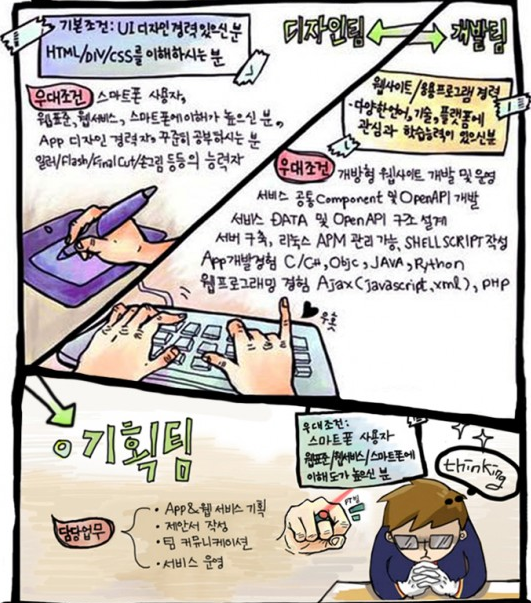 기본조건: UI 디자인 경력 있으신 분
HTML/DIV/CSS를 이해하시는 분
우대조건 스마트폰 사용자,
웹표준, 웹서비스, 스마트폰에 이해가 높으신 분,
App 디자인 경력자, 꾸준히 공부하시는 분
일러/Flash/Final Cut/손그림 등등의 능력자
디자인팀
개발팀
웹사이트/응용프로그램 경력
·다양한 언어, 기술, 플랫폼에
관심과 학습능력이 있으신분
우대조건 개방형 웹사이트 개발 및 운영
서비스 공통 Component 및 OpenAPI 개발
서비스 DATA 및 OpenAPI 구조 설계
서버 구축, 리눅스 APM 관리 가능, SHELL SCRIPT 작성
App개발경험 C/C#, Objc, JAVA, Python
웹프로그래밍 경험 Ajax(javascript,xml), PHP
우훗
기획팀
우대조건:
스마트폰 사용자
웹표준/웹서비스/스마트폰에
이해도가 높으신 분
thinking
담당업무
· App&웹 서비스 기획
· 제안서 작성
· 팀 커뮤니케이션
· 서비스 운영